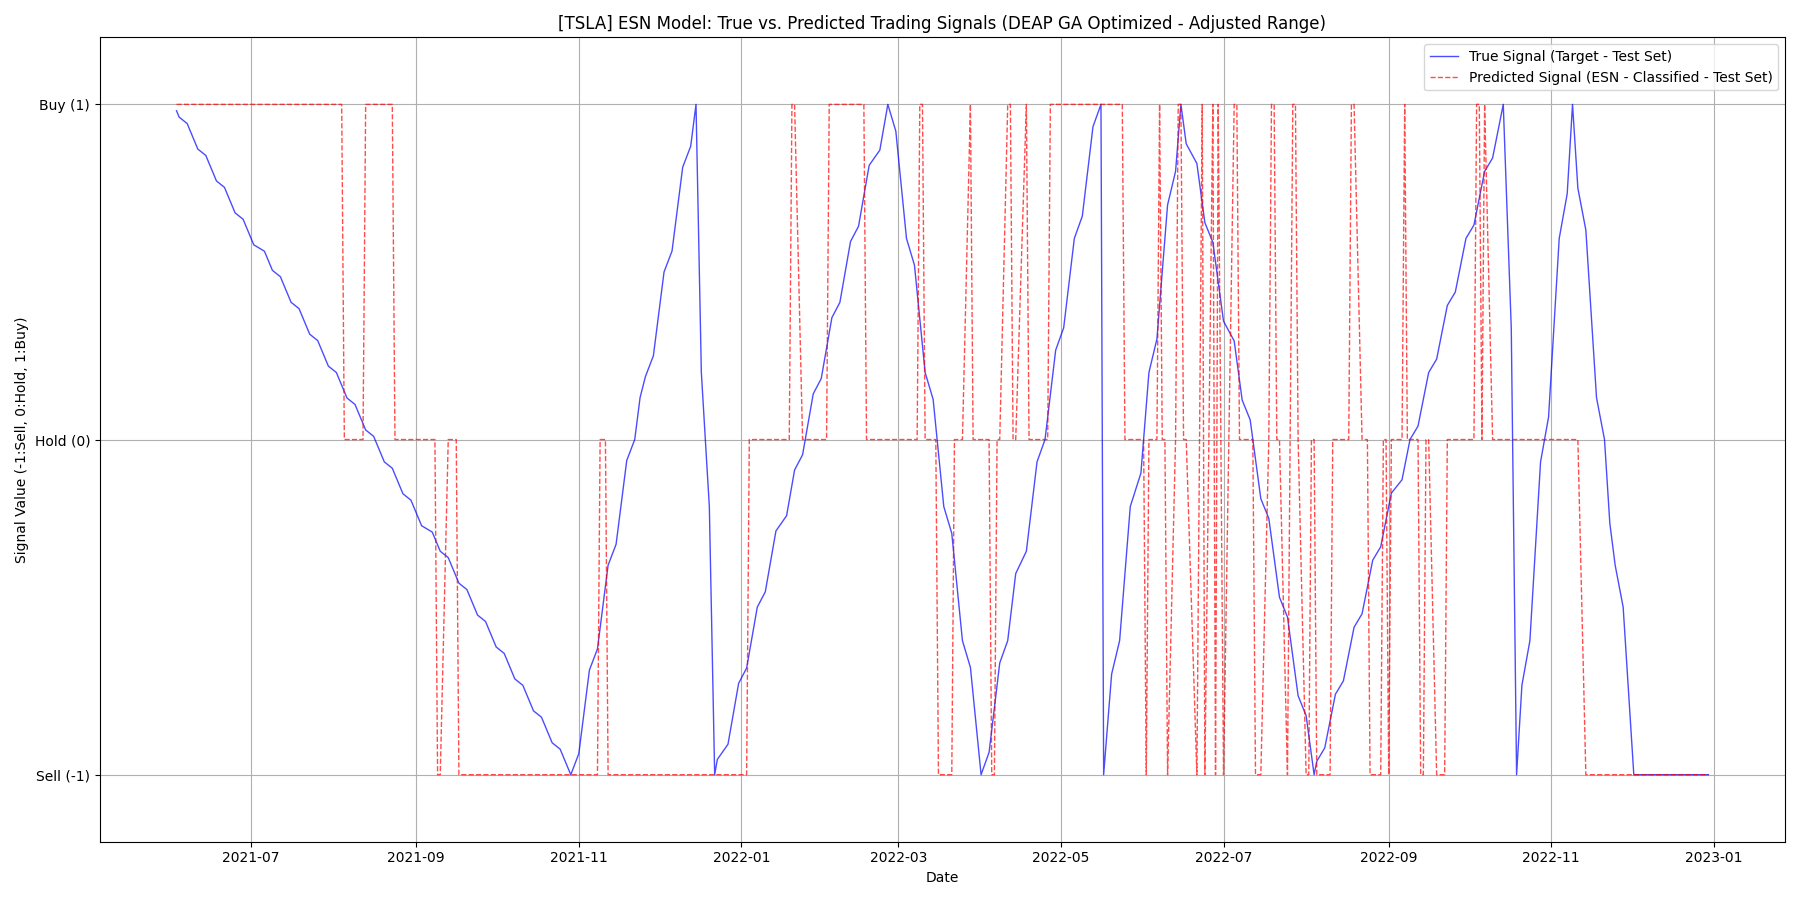 [TSLA] ESN Model: True vs. Predicted Trading Signals (DEAP GA Optimized - Adjusted Range)
True Signal (Target - Test Set)
Predicted Signal (ESN - Classified - Test Set)
Signal Value (-1:Sell, 0:Hold, 1:Buy)
Buy (1)
Hold (0)
Sell (-1)
2021-07 2021-09 2021-11 2022-01 2022-03 2022-05 2022-07 2022-09 2022-11 2023-01
Date